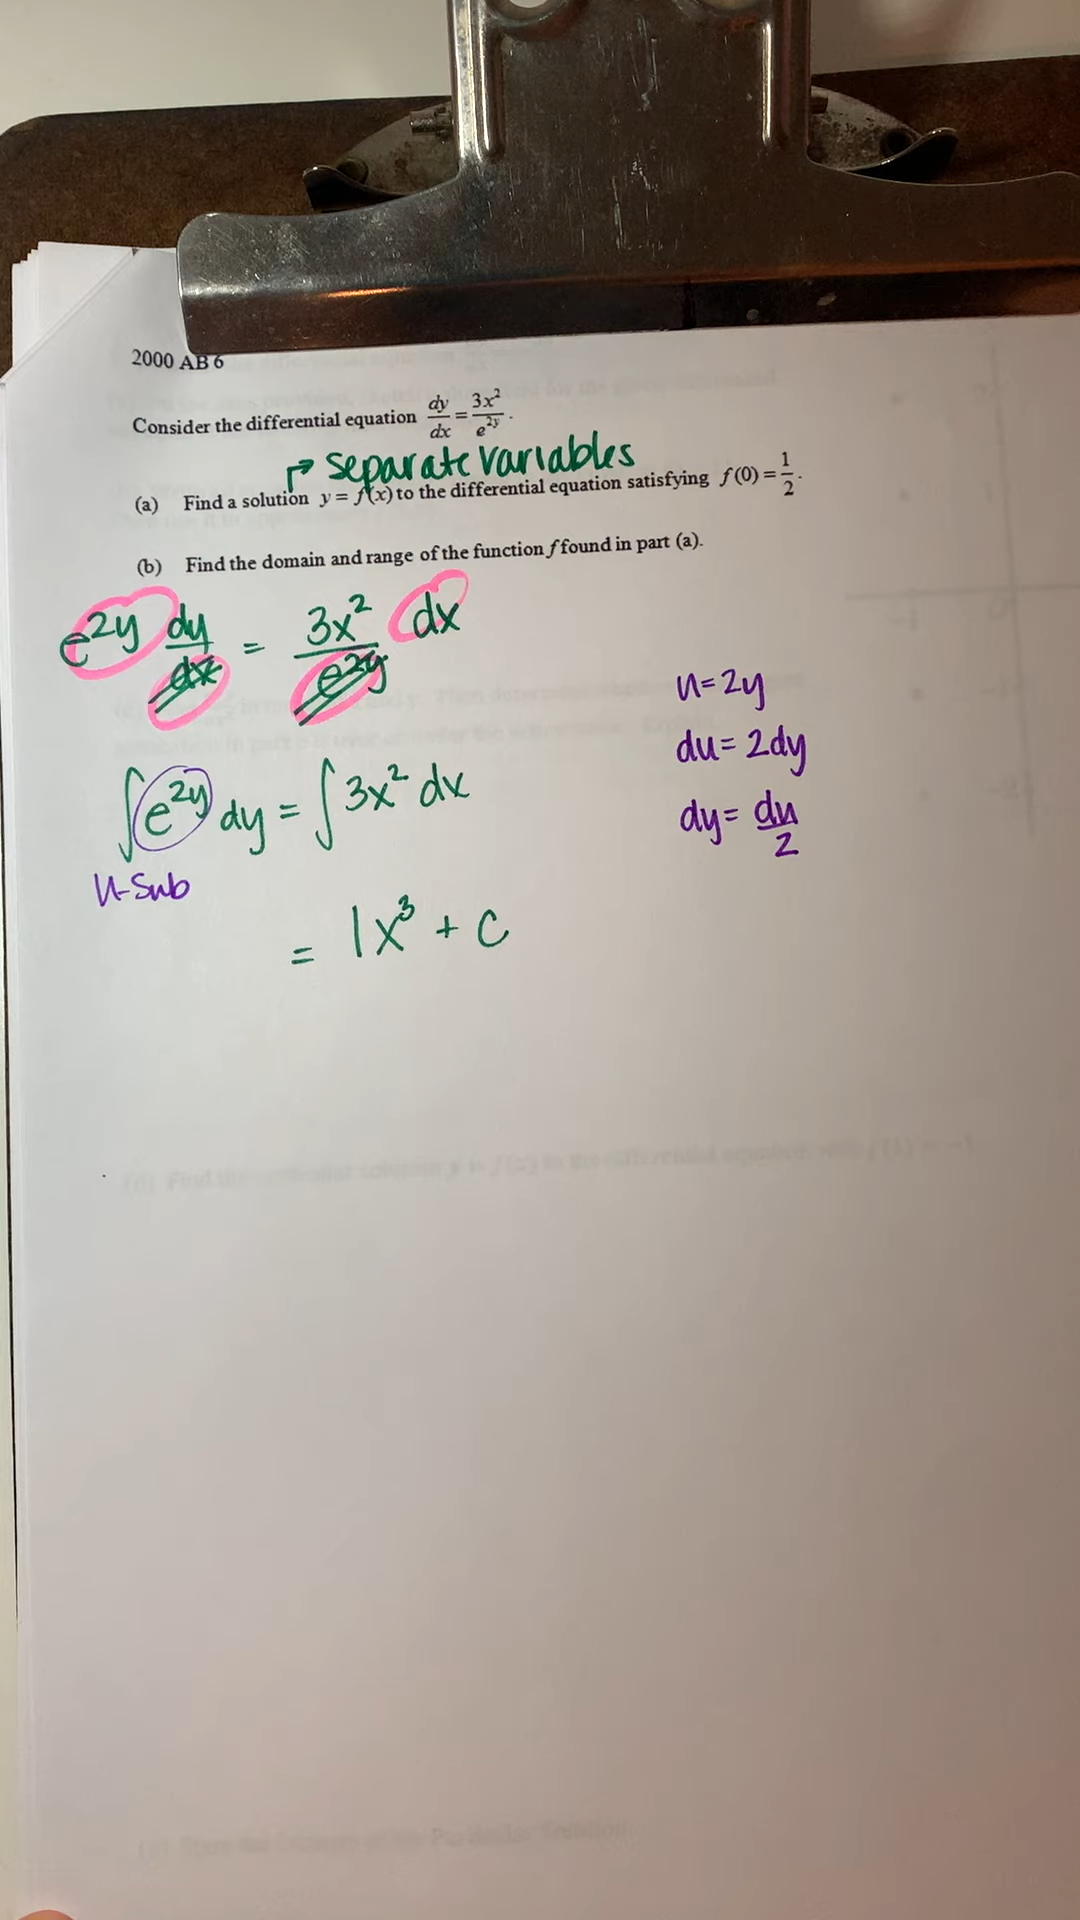 2000 AB 6
Consider the differential equation dy/dx = 3x²/e^(2y).
↱ separate variables
(a) Find a solution y = f(x) to the differential equation satisfying f(0) = 1/2.
(b) Find the domain and range of the function f found in part (a).
e^(2y) dy/dx = 3x²/e^(2y) dx
u = 2y
du = 2dy
∫ e^(2y) dy = ∫ 3x² dx
dy = du/2
u-sub
= 1x³ + C